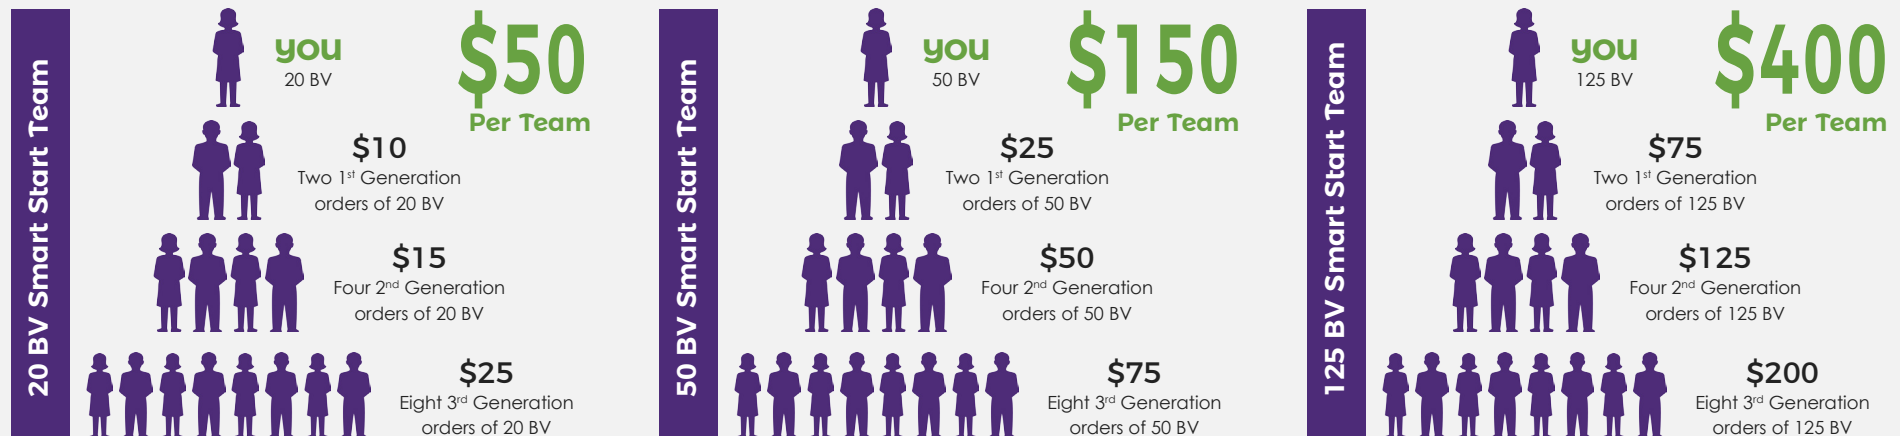 20 BV Smart Start Team
you
20 BV
$50
Per Team
$10
Two 1st Generation
orders of 20 BV
$15
Four 2nd Generation
orders of 20 BV
$25
Eight 3rd Generation
orders of 20 BV
50 BV Smart Start Team
you
50 BV
$150
Per Team
$25
Two 1st Generation
orders of 50 BV
$50
Four 2nd Generation
orders of 50 BV
$75
Eight 3rd Generation
orders of 50 BV
125 BV Smart Start Team
you
125 BV
$400
Per Team
$75
Two 1st Generation
orders of 125 BV
$125
Four 2nd Generation
orders of 125 BV
$200
Eight 3rd Generation
orders of 125 BV